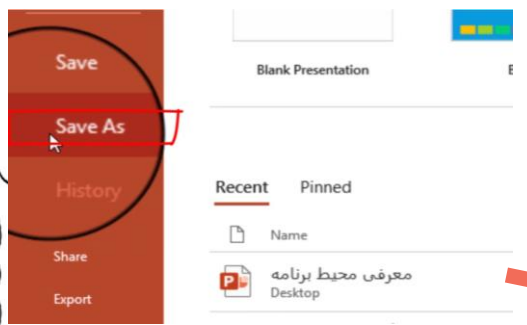 Save
Save As
History
Share
Export
Blank Presentation
Recent Pinned
Name
معرفی محیط برنامه
Desktop